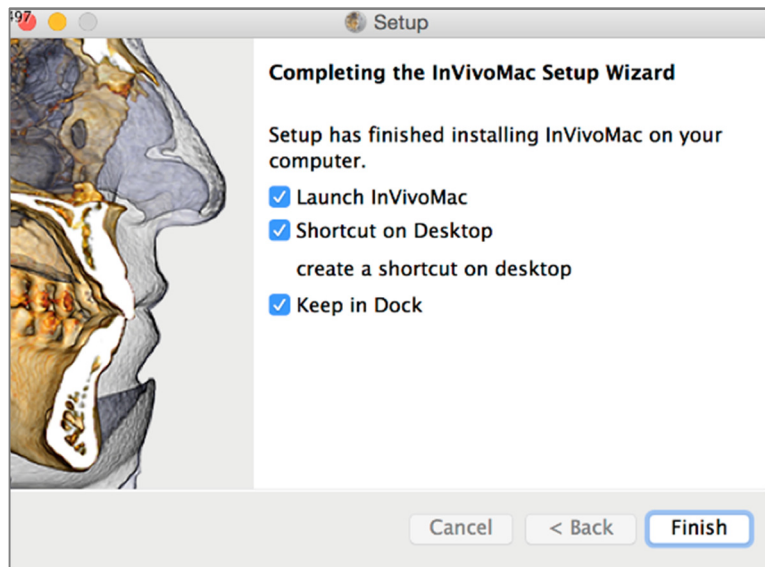 497
Setup
Completing the InVivoMac Setup Wizard
Setup has finished installing InVivoMac on your
computer.
Launch InVivoMac
Shortcut on Desktop
create a shortcut on desktop
Keep in Dock
Cancel
< Back
Finish